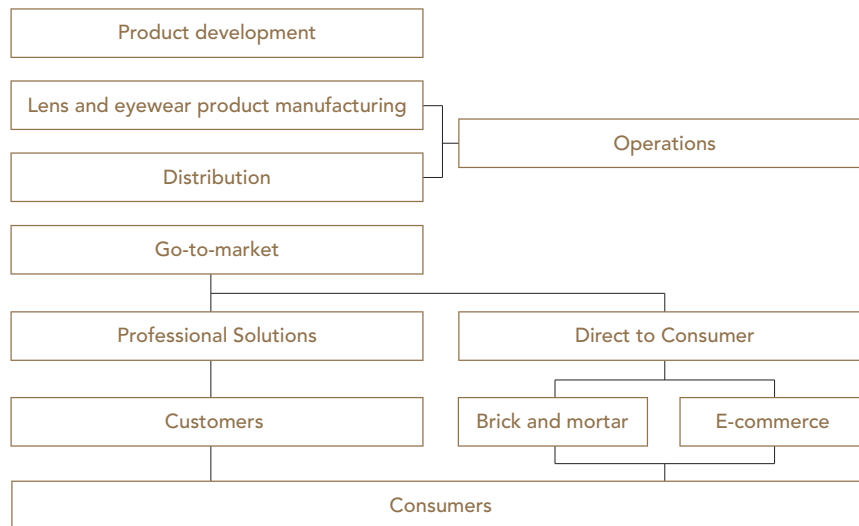 Product development
Lens and eyewear product manufacturing
Operations
Distribution
Go-to-market
Professional Solutions
Direct to Consumer
Customers
Brick and mortar
E-commerce
Consumers